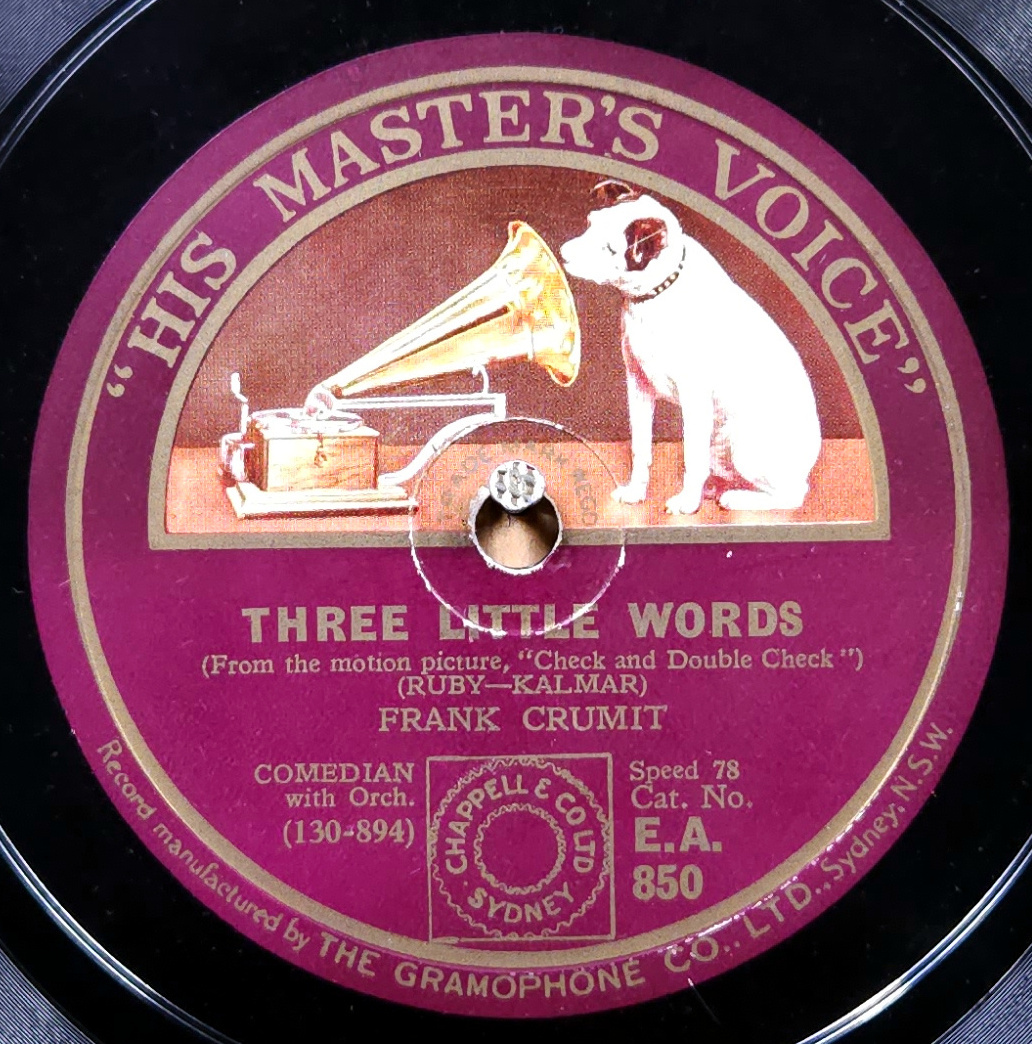 “HIS MASTER'S VOICE”
THREE LITTLE WORDS
(From the motion picture, “Check and Double Check”)
(RUBY—KALMAR)
FRANK CRUMIT
COMEDIAN
with Orch.
(130-894)
CHAPPELL & CO LTD
· SYDNEY ·
Speed 78
Cat. No.
E.A.
850
Record manufactured by THE GRAMOPHONE CO., LTD., Sydney, N.S.W.